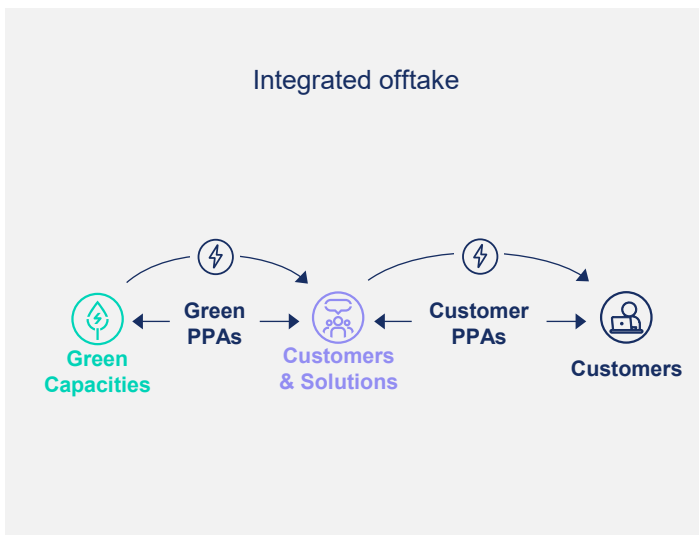 Integrated offtake
Green
PPAs
Customer
PPAs
Green
Capacities
Customers
& Solutions
Customers